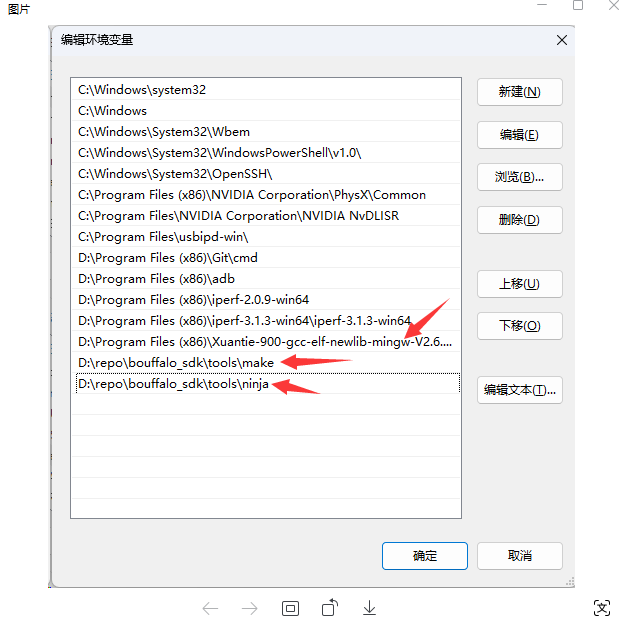 图片
编辑环境变量
C:\Windows\system32
C:\Windows
C:\Windows\System32\Wbem
C:\Windows\System32\WindowsPowerShell\v1.0\
C:\Windows\System32\OpenSSH\
C:\Program Files (x86)\NVIDIA Corporation\PhysX\Common
C:\Program Files\NVIDIA Corporation\NVIDIA NvDLISR
C:\Program Files\usbipd-win\
D:\Program Files (x86)\Git\cmd
D:\Program Files (x86)\adb
D:\Program Files (x86)\iperf-2.0.9-win64
D:\Program Files (x86)\iperf-3.1.3-win64\iperf-3.1.3-win64
D:\Program Files (x86)\Xuantie-900-gcc-elf-newlib-mingw-V2.6....
D:\repo\bouffalo_sdk\tools\make
D:\repo\bouffalo_sdk\tools\ninja
新建(N)
编辑(E)
浏览(B)...
删除(D)
上移(U)
下移(O)
编辑文本(T)...
确定
取消